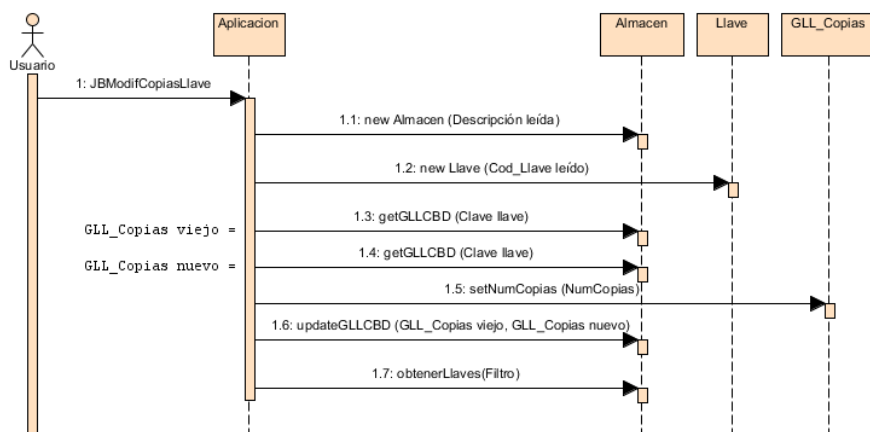 Aplicacion
Almacen
Llave
GLL_Copias
Usuario
1: JBModifCopiasLlave
1.1: new Almacen (Descripción leída)
1.2: new Llave (Cod_Llave leído)
GLL_Copias viejo =
1.3: getGLLCBD (Clave llave)
GLL_Copias nuevo =
1.4: getGLLCBD (Clave llave)
1.5: setNumCopias (NumCopias)
1.6: updateGLLCBD (GLL_Copias viejo, GLL_Copias nuevo)
1.7: obtenerLlaves(Filtro)